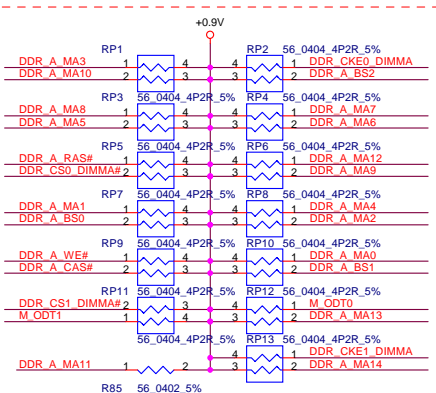 +0.9V
RP1 RP2 56_0404_4P2R_5%
DDR_A_MA3 1 4 4 1 DDR_CKE0_DIMMA
DDR_A_MA10 2 3 3 2 DDR_A_BS2
RP3 56_0404_4P2R_5% RP4 56_0404_4P2R_5%
DDR_A_MA8 1 4 4 1 DDR_A_MA7
DDR_A_MA5 2 3 3 2 DDR_A_MA6
RP5 56_0404_4P2R_5% RP6 56_0404_4P2R_5%
DDR_A_RAS# 1 4 4 1 DDR_A_MA12
DDR_CS0_DIMMA# 2 3 3 2 DDR_A_MA9
RP7 56_0404_4P2R_5% RP8 56_0404_4P2R_5%
DDR_A_MA1 1 4 4 1 DDR_A_MA4
DDR_A_BS0 2 3 3 2 DDR_A_MA2
RP9 56_0404_4P2R_5% RP10 56_0404_4P2R_5%
DDR_A_WE# 1 4 4 1 DDR_A_MA0
DDR_A_CAS# 2 3 3 2 DDR_A_BS1
RP11 56_0404_4P2R_5% RP12 56_0404_4P2R_5%
DDR_CS1_DIMMA# 2 3 4 1 M_ODT0
M_ODT1 1 4 3 2 DDR_A_MA13
56_0404_4P2R_5% RP13 56_0404_4P2R_5%
4 1 DDR_CKE1_DIMMA
DDR_A_MA11 1 2 3 2 DDR_A_MA14
R85 56_0402_5%